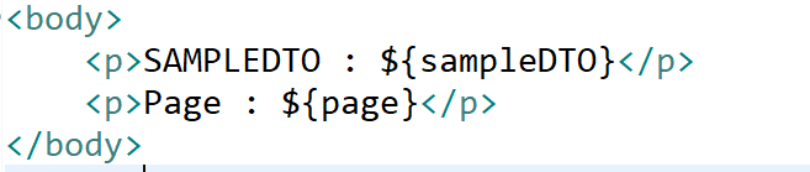 <body>
    <p>SAMPLEDTO : ${sampleDTO}</p>
    <p>Page : ${page}</p>
</body>